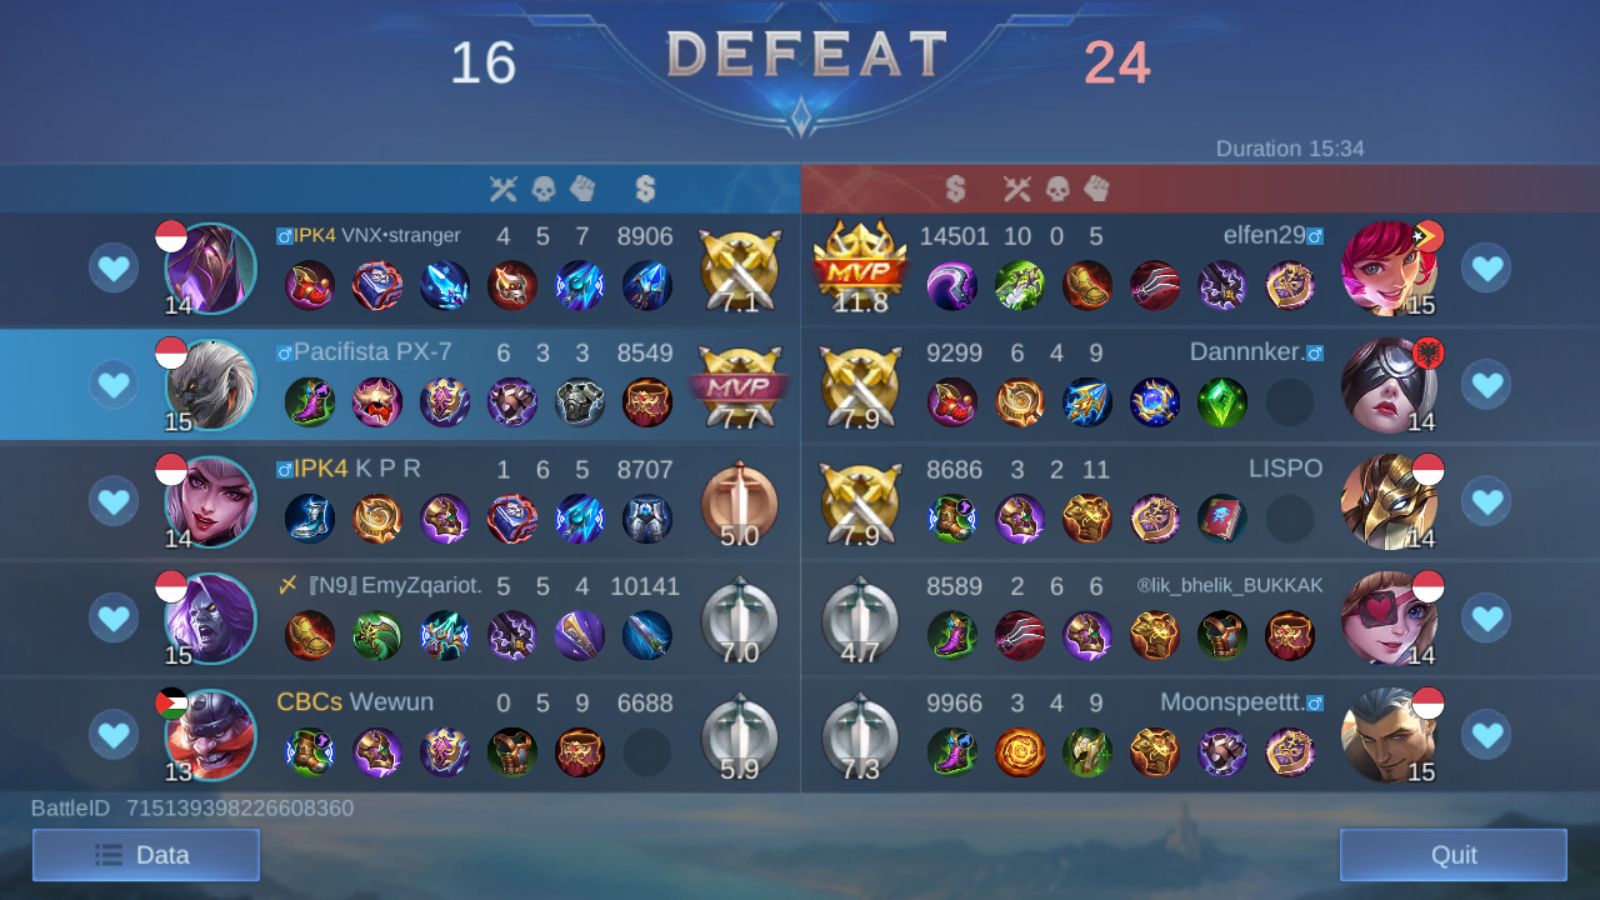 16 DEFEAT 24
Duration 15:34
IPK4 VNX•stranger 4 5 7 8906 7.1 14
MVP 11.8 14501 10 0 5 elfen29 15
Pacifista PX-7 6 3 3 8549 MVP 7.7 15
7.9 9299 6 4 9 Dannnker. 14
IPK4 K P R 1 6 5 8707 5.0 14
7.9 8686 3 2 11 LISPO 14
『N9』EmyZqariot. 5 5 4 10141 7.0 15
4.7 8589 2 6 6 ®lik_bhelik_BUKKAK 14
CBCs Wewun 0 5 9 6688 5.9 13
7.3 9966 3 4 9 Moonspeettt. 15
BattleID 715139398226608360
Data
Quit